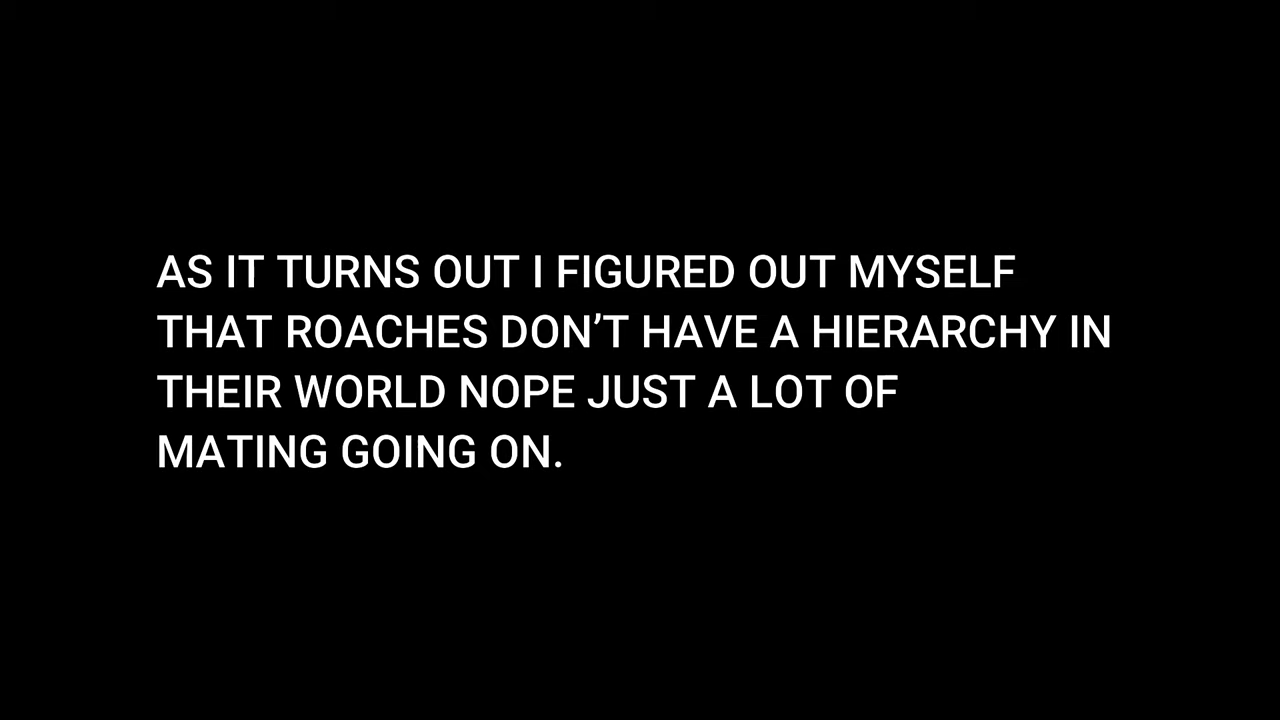 AS IT TURNS OUT I FIGURED OUT MYSELF
THAT ROACHES DON’T HAVE A HIERARCHY IN
THEIR WORLD NOPE JUST A LOT OF
MATING GOING ON.